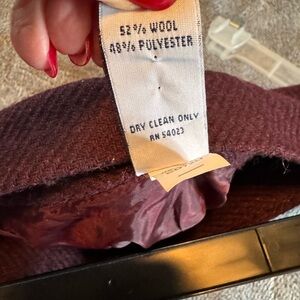 52% WOOL
48% POLYESTER
DRY CLEAN ONLY
RN 54023